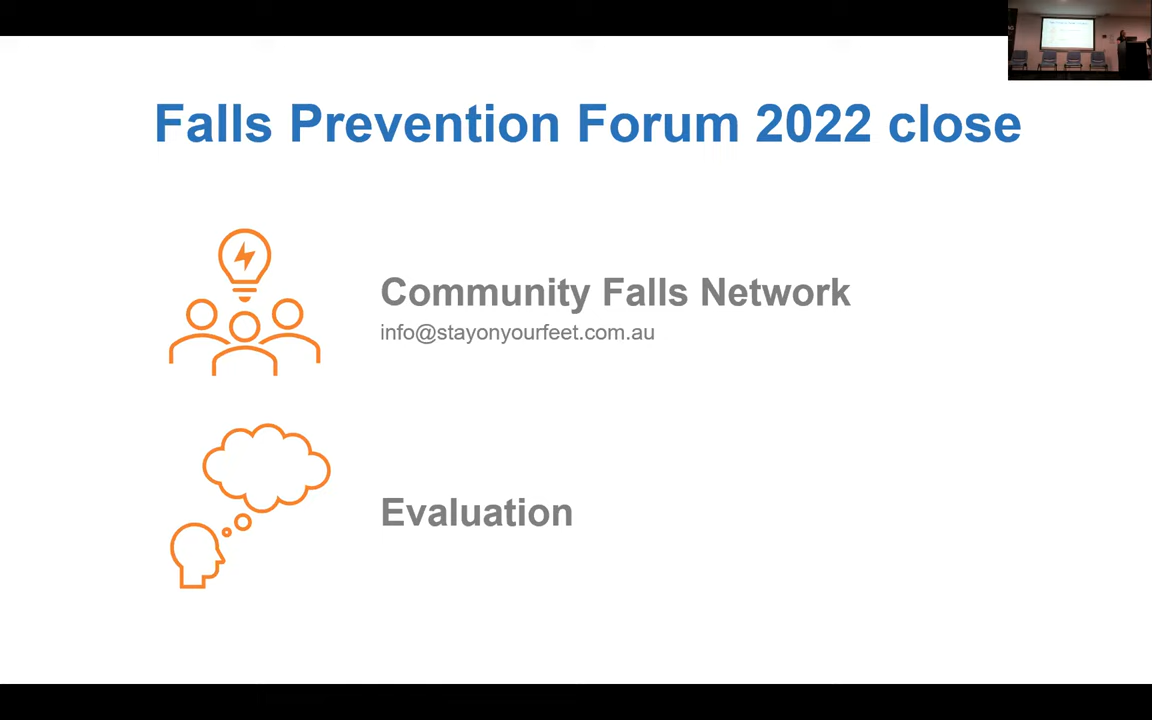 Falls Prevention Forum 2022 close
Community Falls Network
info@stayonyourfeet.com.au
Evaluation